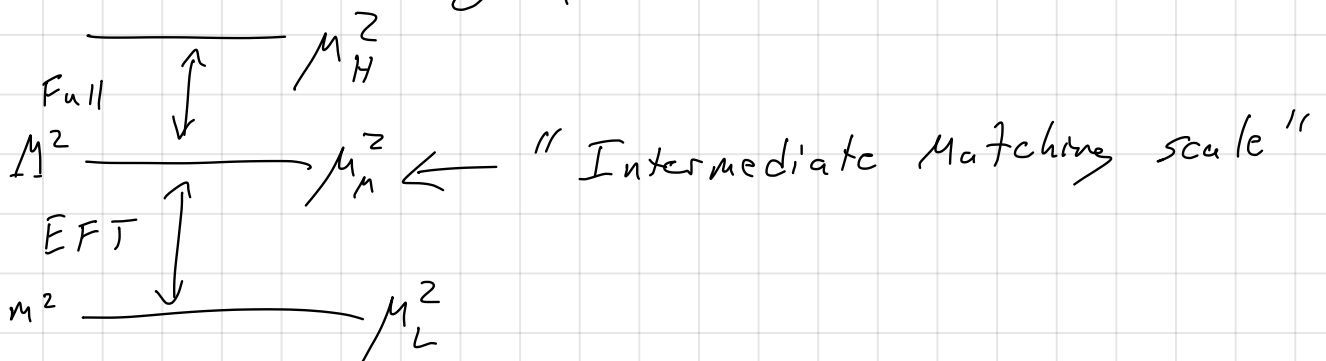 μ_H^2
Full
M^2 μ_M^2 ← "Intermediate Matching scale"
EFT
m^2 μ_L^2